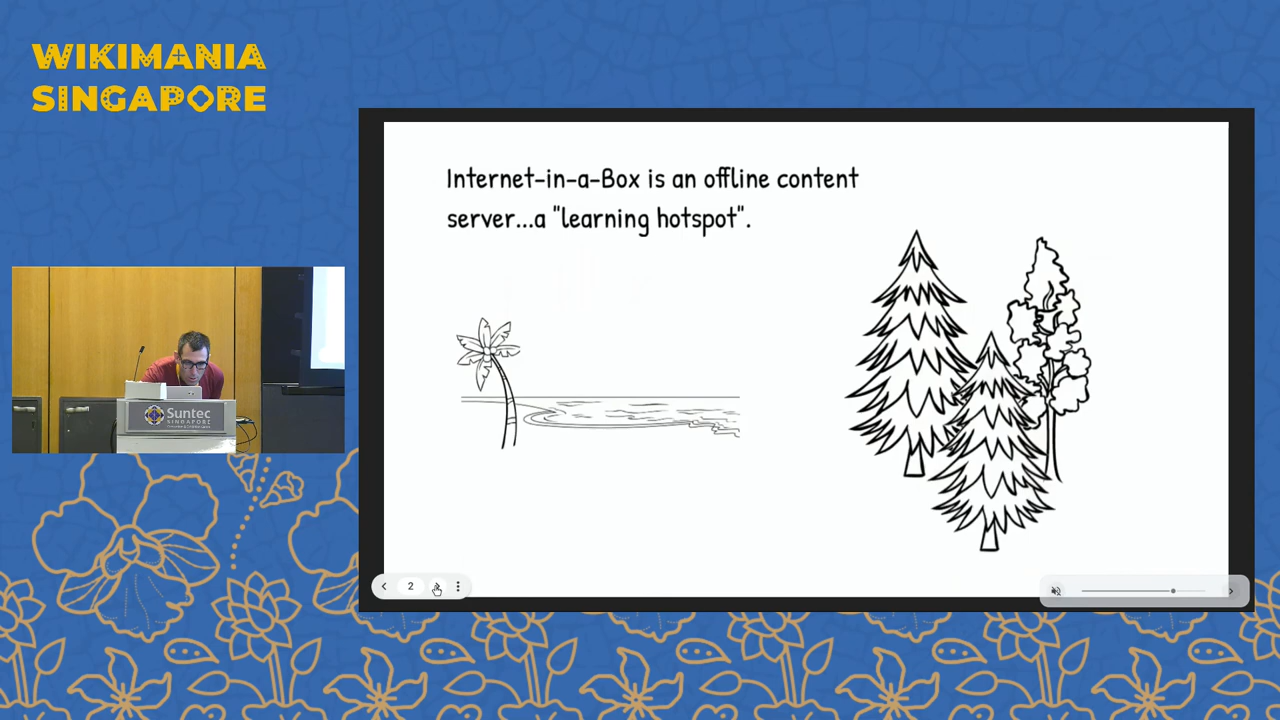 WIKIMANIA
SINGAPORE
Internet-in-a-Box is an offline content
server...a "learning hotspot".
Suntec
SINGAPORE
2